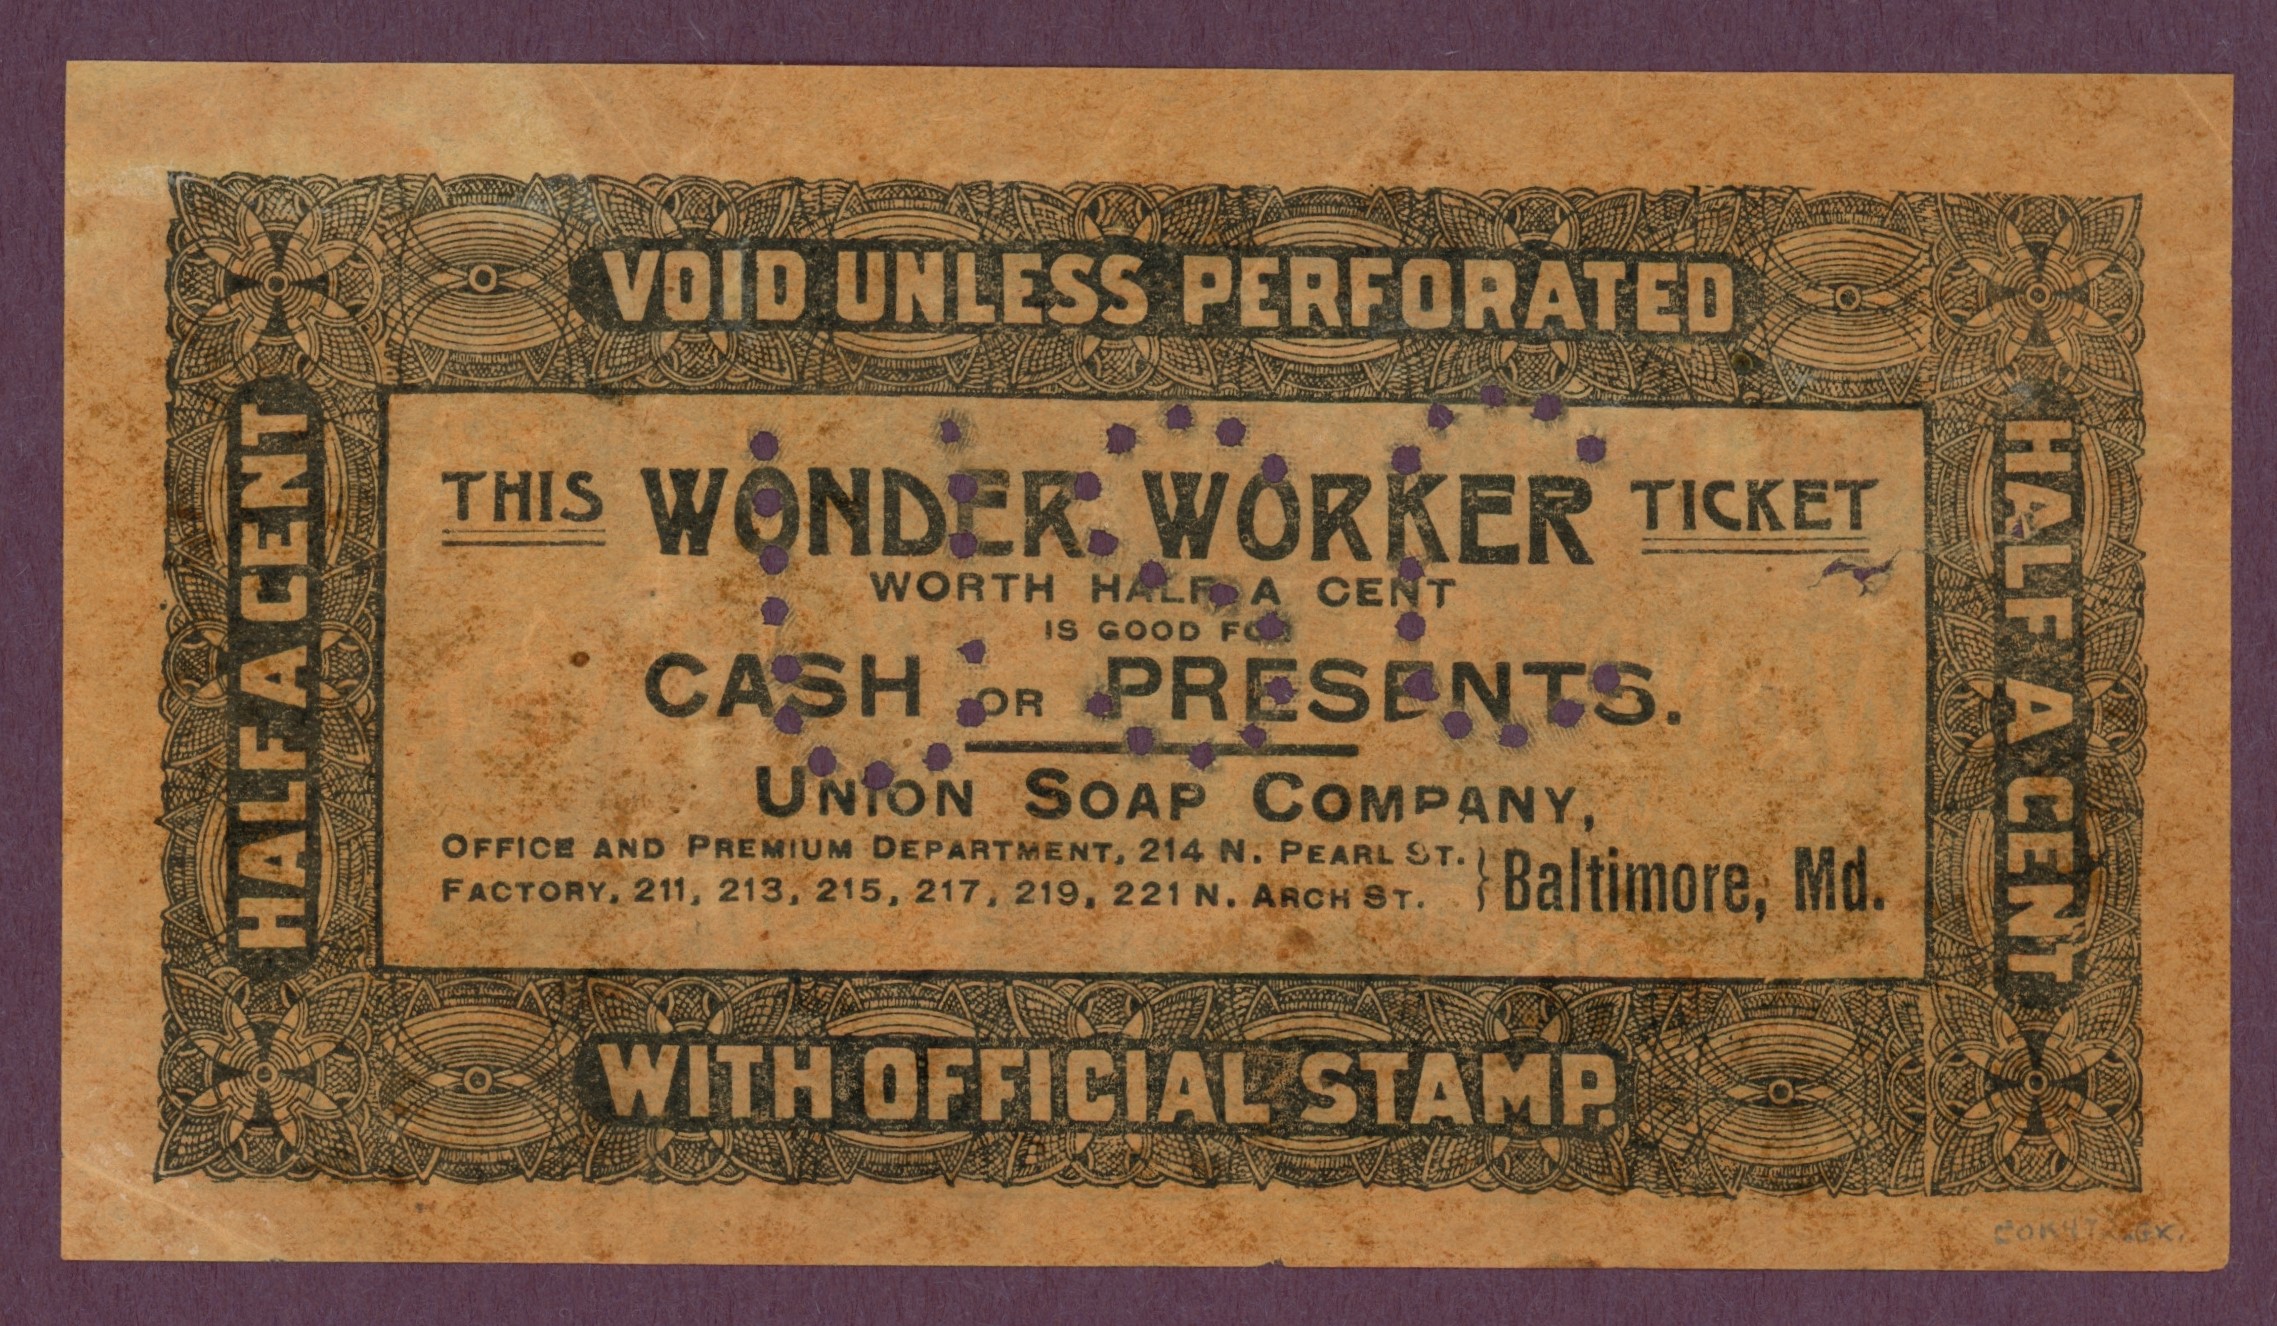 VOID UNLESS PERFORATED
HALF A CENT
THIS WONDER WORKER TICKET
WORTH HALF A CENT
IS GOOD FOR
CASH OR PRESENTS.
UNION SOAP COMPANY,
OFFICE AND PREMIUM DEPARTMENT, 214 N. PEARL ST.
FACTORY, 211, 213, 215, 217, 219, 221 N. ARCH ST.
} Baltimore, Md.
HALF A CENT
WITH OFFICIAL STAMP.
USC